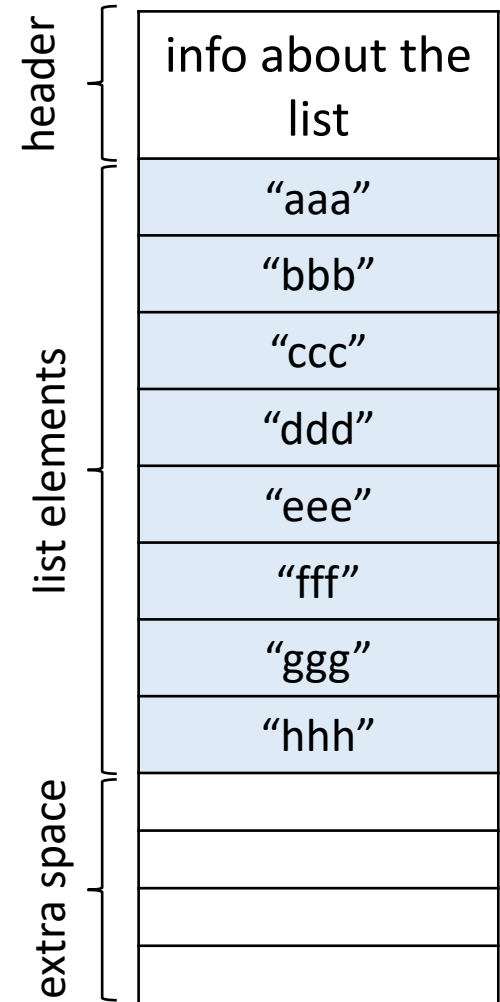 header
info about the
list
list elements
“aaa”
“bbb”
“ccc”
“ddd”
“eee”
“fff”
“ggg”
“hhh”
extra space